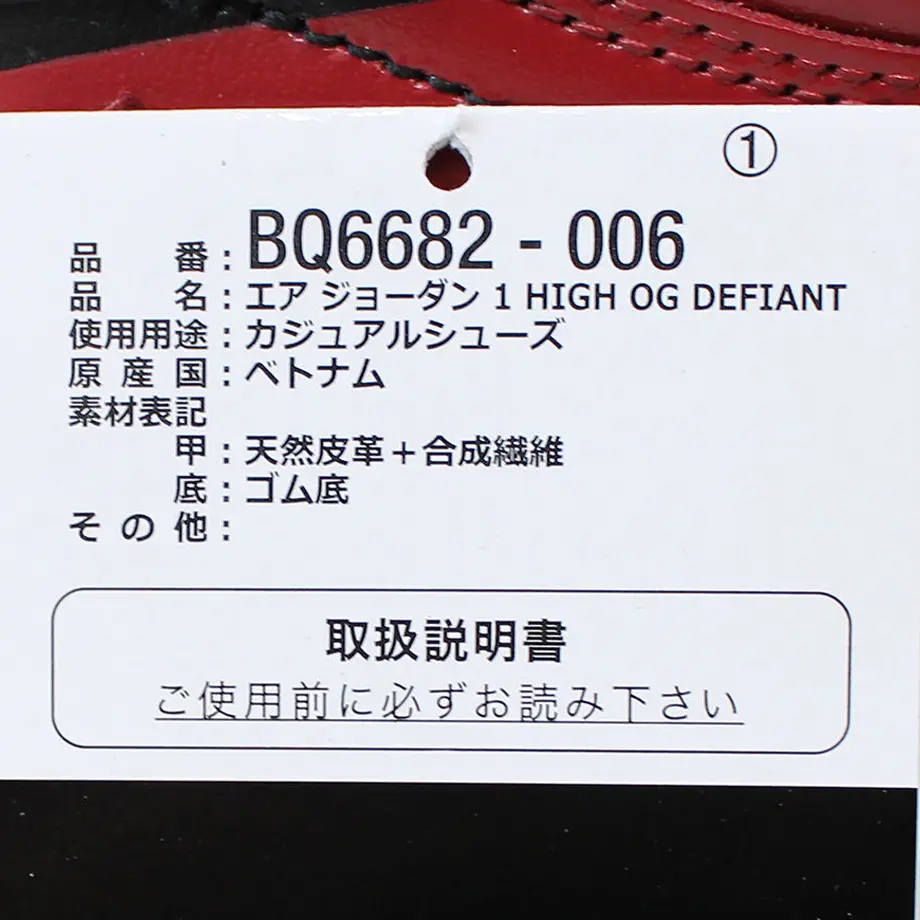 ①
品番：BQ6682 - 006
品名：エア ジョーダン 1 HIGH OG DEFIANT
使用用途：カジュアルシューズ
原産国：ベトナム
素材表記
甲：天然皮革＋合成繊維
底：ゴム底
その他：
取扱説明書
ご使用前に必ずお読み下さい